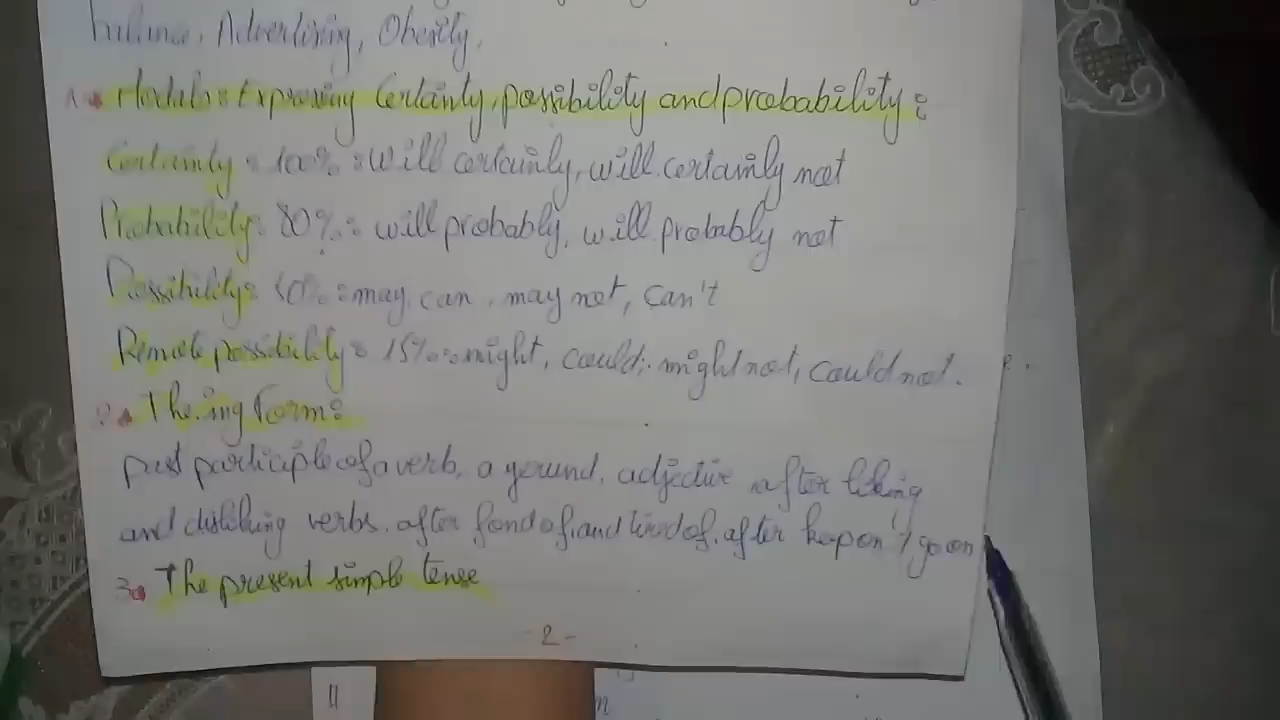 balance, Advertising, Obesity.
1. Modals: Expressing Certainty, possibility and probability:
Certainty: 100%: will certainly, will certainly not
Probability: 80%: will probably, will probably not
Possibility: 50%: may, can, may not, can't
Remote possibility: 15%: might, could; might not, could not.
2. The.ing form:
past participle of a verb, a gerund, adjective after liking
and disliking verbs, after fond of, and tired of, after keep on / go on
3. The present simple tense
- 2 -
11